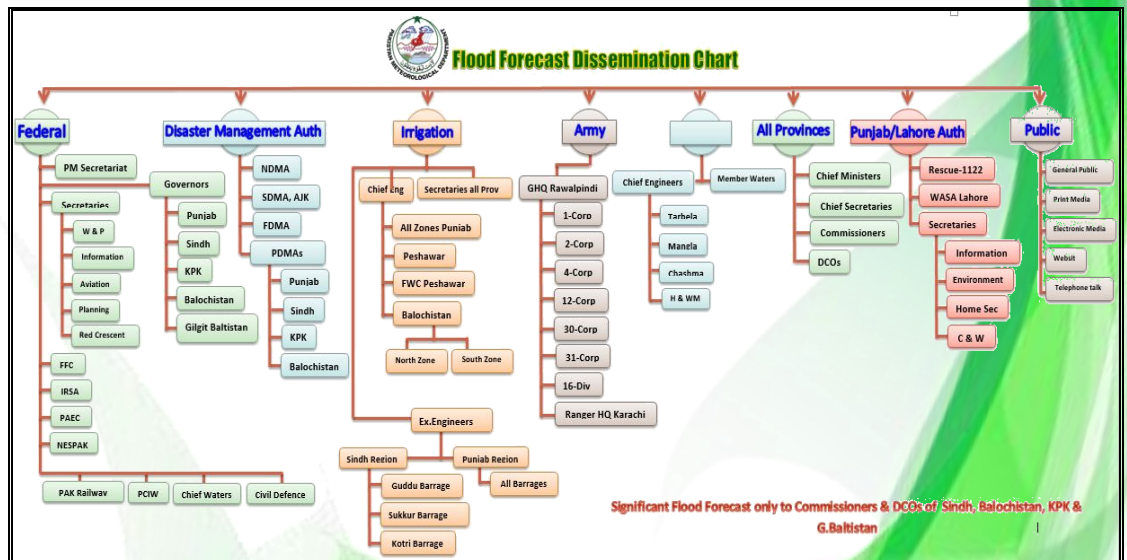 PAKISTAN METEOROLOGICAL DEPARTMENT
Flood Forecast Dissemination Chart
Federal
Disaster Management Auth
Irrigation
Army
All Provinces
Punjab/Lahore Auth
Public
PM Secretariat
Governors
Secretaries
W & P
Information
Aviation
Planning
Red Crescent
Punjab
Sindh
KPK
Balochistan
Gilgit Baltistan
FFC
IRSA
PAEC
NESPAK
PAK Railway
PCIW
Chief Waters
Civil Defence
NDMA
SDMA, AJK
FDMA
PDMAs
Punjab
Sindh
KPK
Balochistan
Chief Eng
Secretaries all Prov
All Zones Punjab
Peshawar
FWC Peshawar
Balochistan
North Zone
South Zone
Ex.Engineers
Sindh Region
Punjab Region
Guddu Barrage
Sukkur Barrage
Kotri Barrage
All Barrages
GHQ Rawalpindi
1-Corp
2-Corp
4-Corp
12-Corp
30-Corp
31-Corp
16-Div
Ranger HQ Karachi
Chief Engineers
Member Waters
Tarbela
Manela
Chashma
H & WM
Chief Ministers
Chief Secretaries
Commissioners
DCOs
Rescue-1122
WASA Lahore
Secretaries
Information
Environment
Home Sec
C & W
General Public
Print Media
Electronic Media
Websit
Telephone talk
Significant Flood Forecast only to Commissioners & DCOs of Sindh, Balochistan, KPK &
G.Baltistan